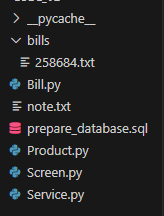 __pycache__
bills
258684.txt
Bill.py
note.txt
prepare_database.sql
Product.py
Screen.py
Service.py